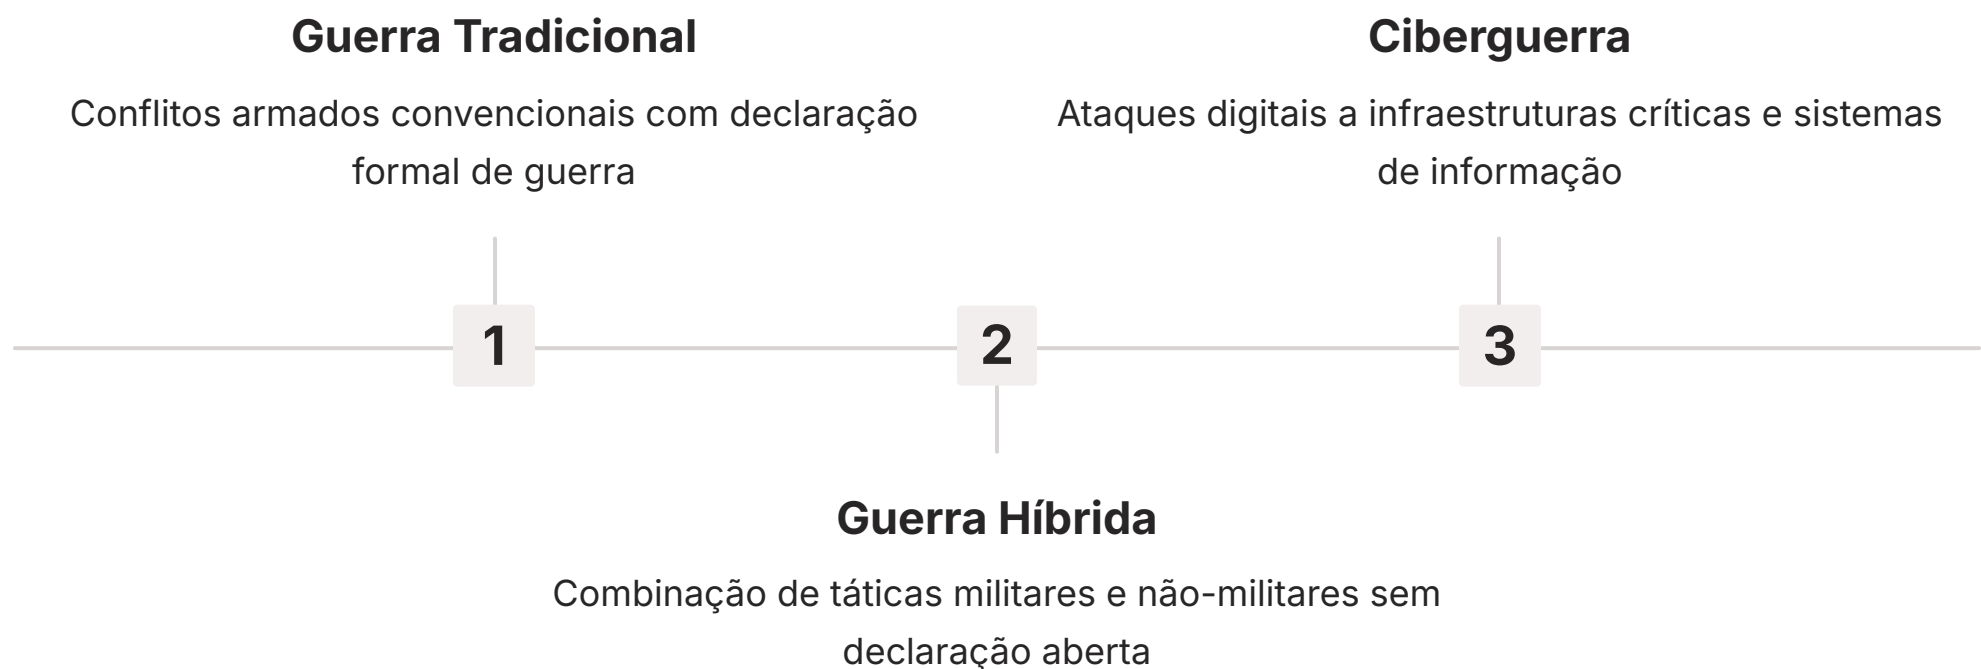 Guerra Tradicional
Conflitos armados convencionais com declaração
formal de guerra
Ciberguerra
Ataques digitais a infraestruturas críticas e sistemas
de informação
1
2
3
Guerra Híbrida
Combinação de táticas militares e não-militares sem
declaração aberta